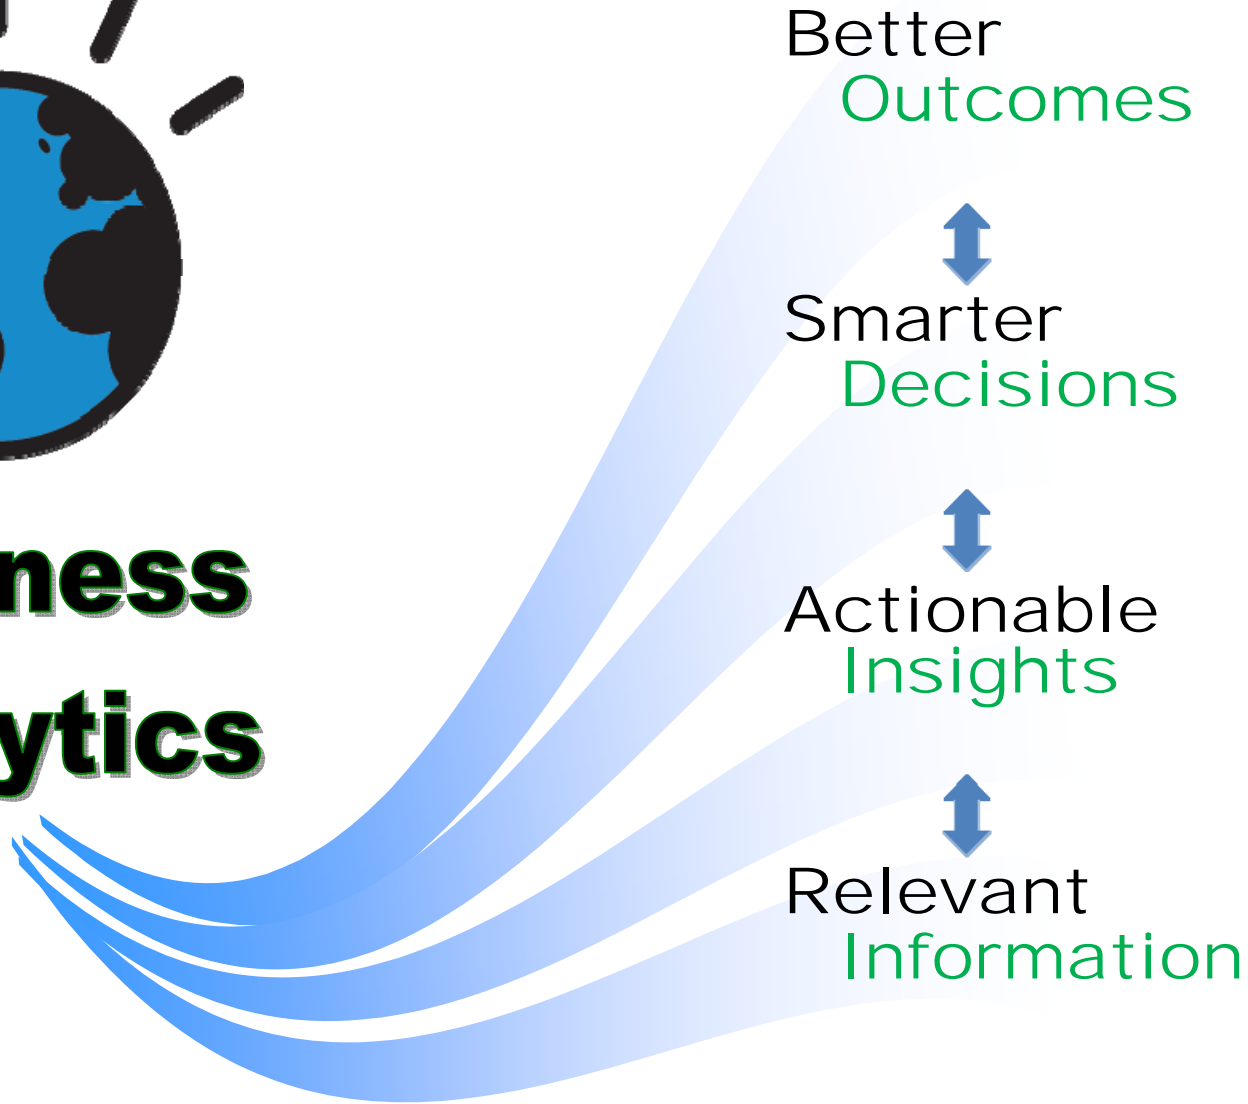 Better
Outcomes
Smarter
Decisions
Actionable
Insights
Relevant
Information
ness
ytics